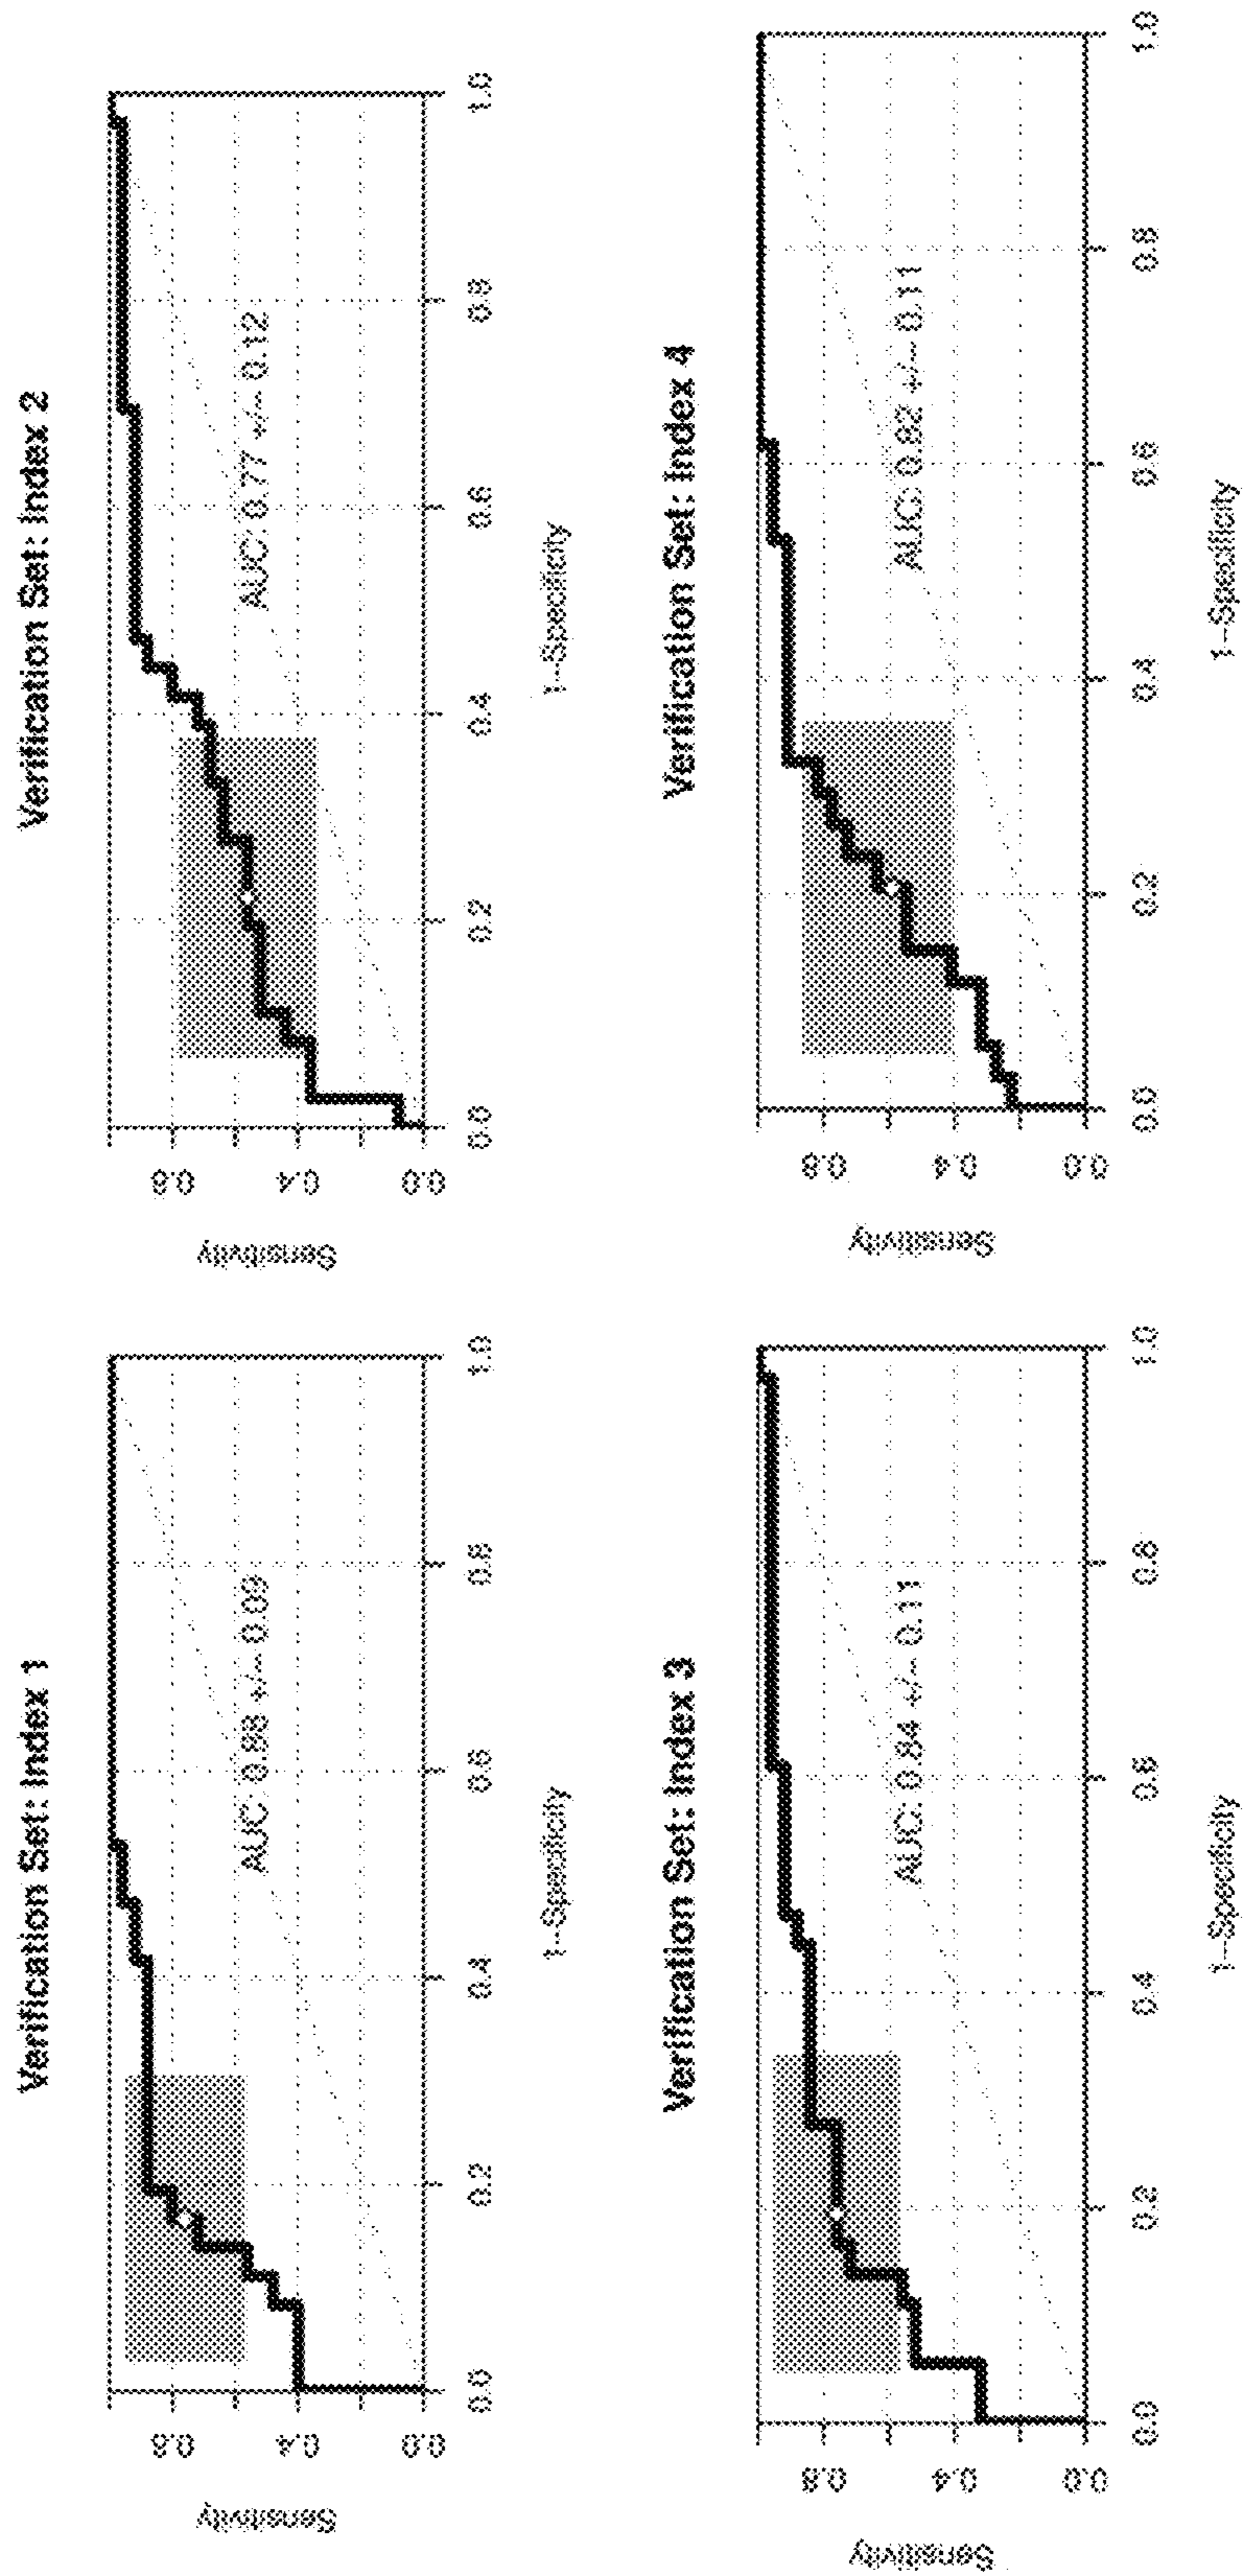 Verification Set: Index 1
Sensitivity
0.8
0.4
0.0
AUC: 0.88 +/- 0.09
0.0 0.2 0.4 0.6 0.8 1.0
1-Specificity
Verification Set: Index 2
Sensitivity
0.8
0.4
0.0
AUC: 0.77 +/- 0.12
0.0 0.2 0.4 0.6 0.8 1.0
1-Specificity
Verification Set: Index 3
Sensitivity
0.8
0.4
0.0
AUC: 0.84 +/- 0.11
0.0 0.2 0.4 0.6 0.8 1.0
1-Specificity
Verification Set: Index 4
Sensitivity
0.8
0.4
0.0
AUC: 0.82 +/- 0.11
0.0 0.2 0.4 0.6 0.8 1.0
1-Specificity